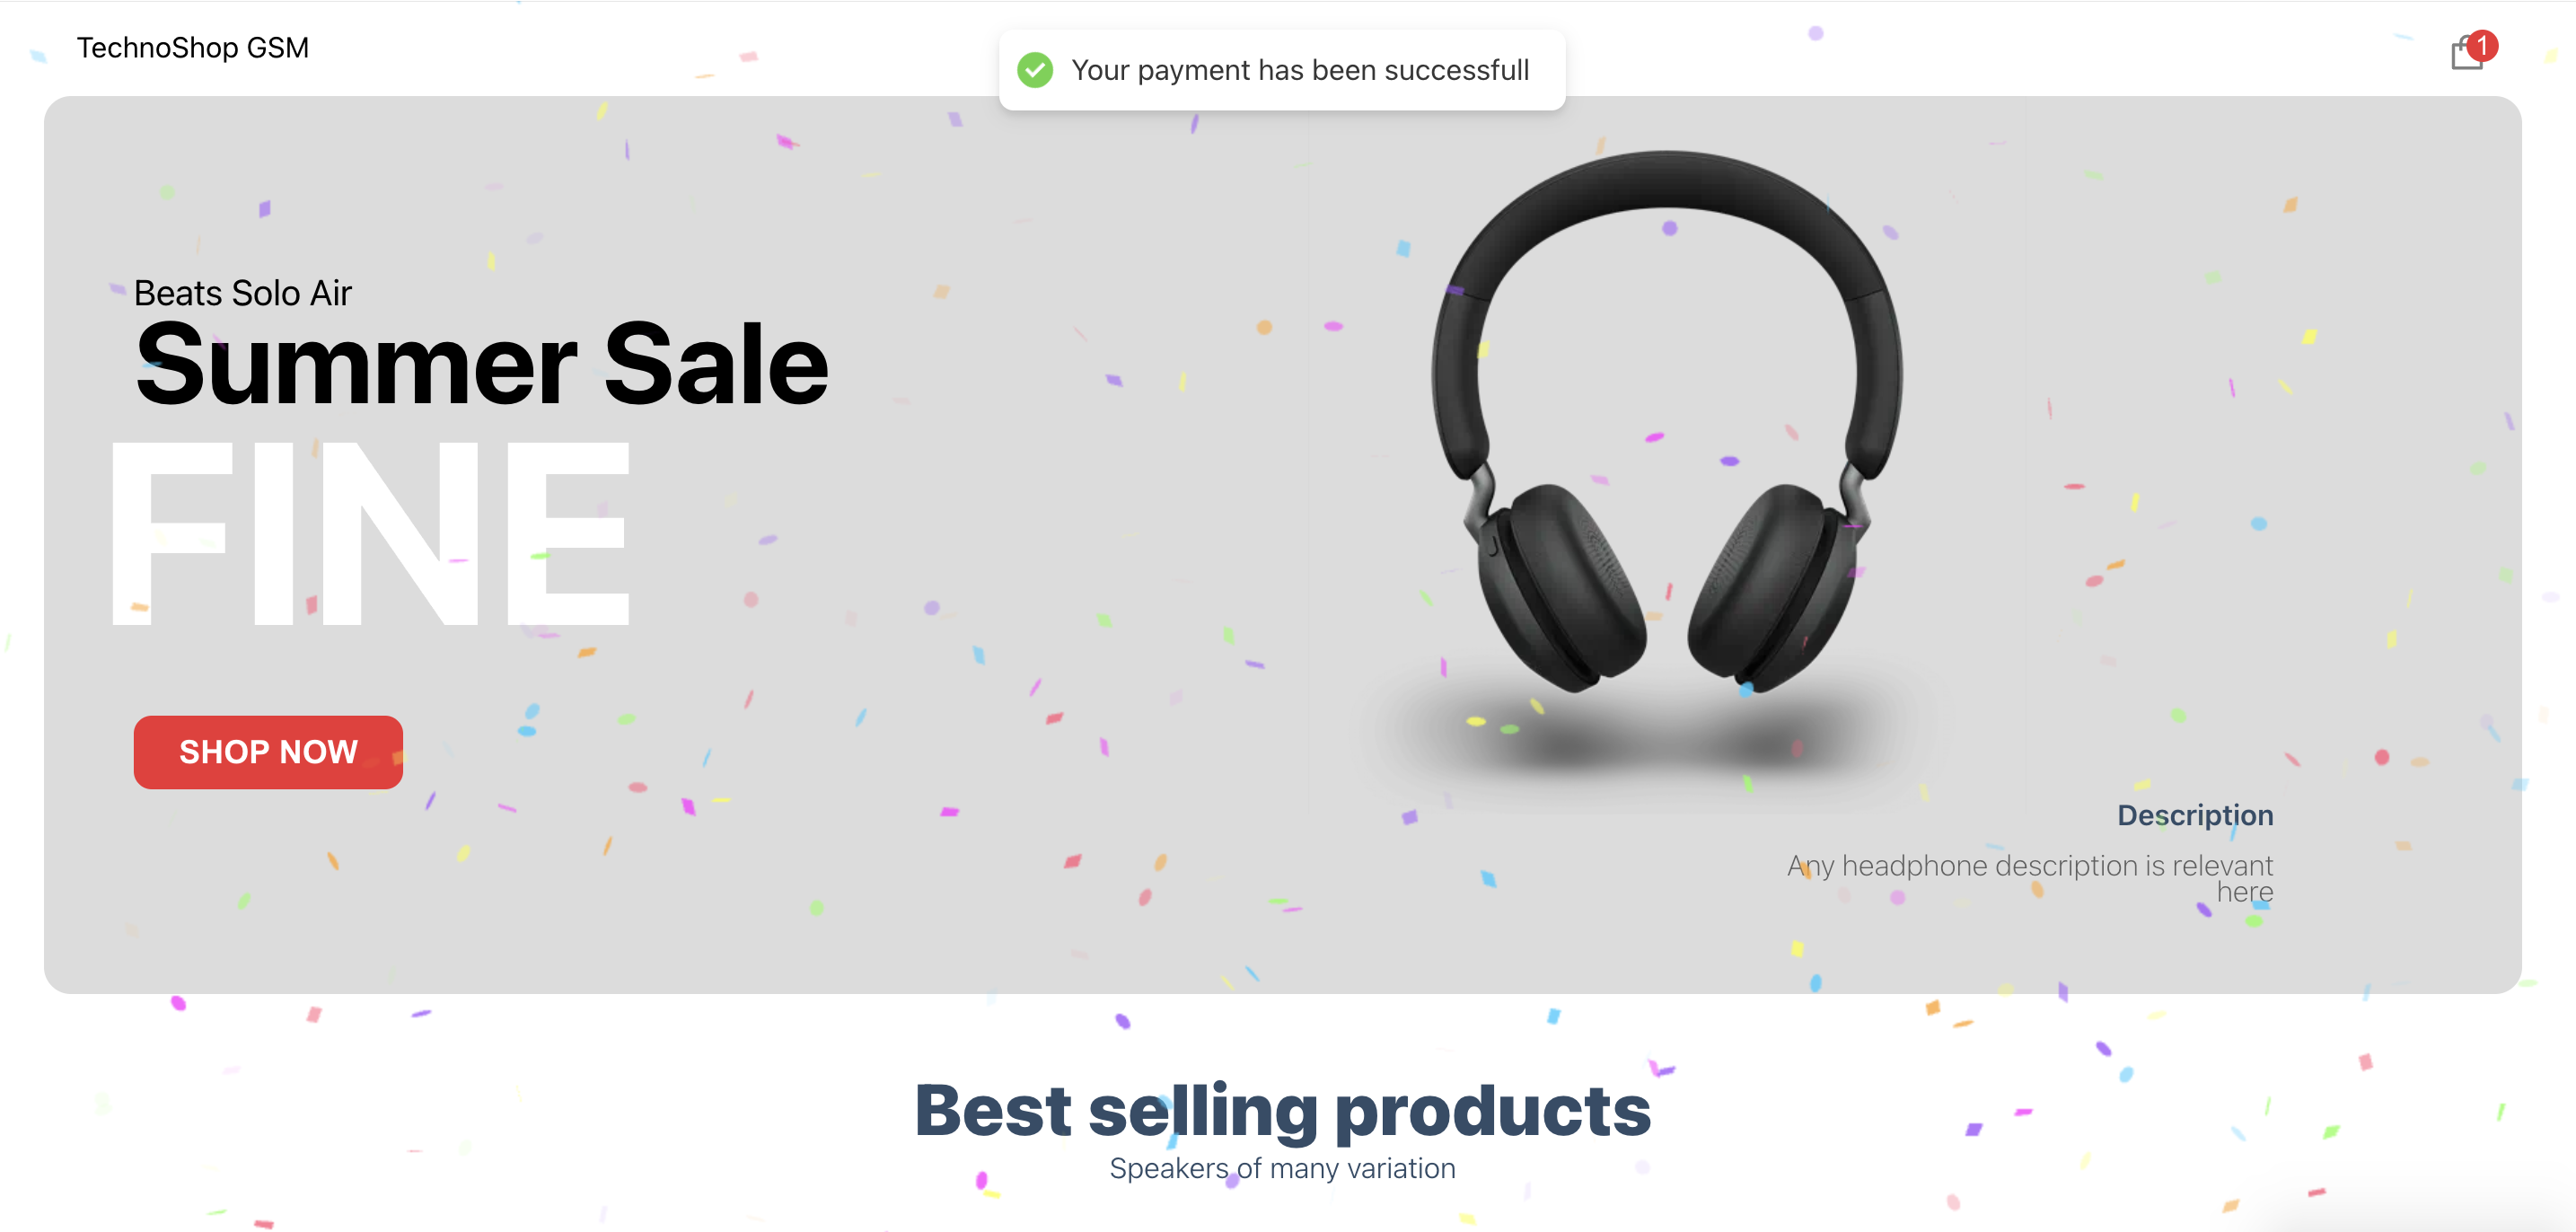 TechnoShop GSM
Your payment has been successfull
1
Beats Solo Air
Summer Sale
FINE
SHOP NOW
Description
Any headphone description is relevant
here
Best selling products
Speakers of many variation